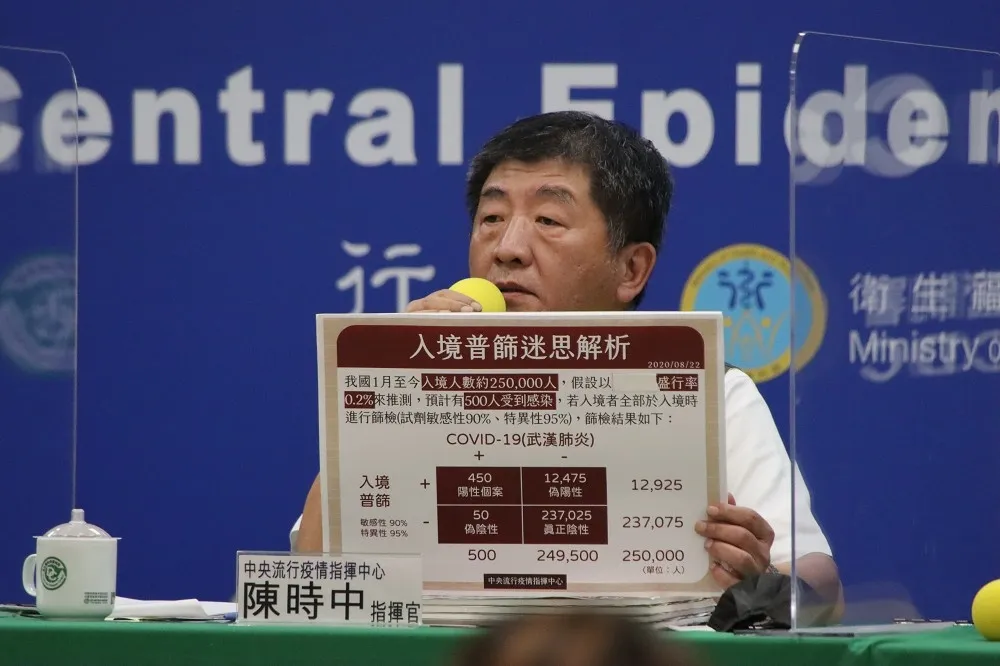 Central Epidem
行
衛生福
Ministry o
入境普篩迷思解析
2020/08/22
我國1月至今入境人數約250,000人，假設以 盛行率
0.2%來推測，預計有500人受到感染，若入境者全部於入境時
進行篩檢(試劑敏感性90%、特異性95%)，篩檢結果如下：
COVID-19(武漢肺炎)
+ -
入境
普篩
敏感性 90%
特異性 95%
+ 450 12,475 12,925
陽性個案 偽陽性
- 50 237,025 237,075
偽陰性 真正陰性
500 249,500 250,000
(單位：人)
中央流行疫情指揮中心
中央流行疫情指揮中心
陳時中 指揮官